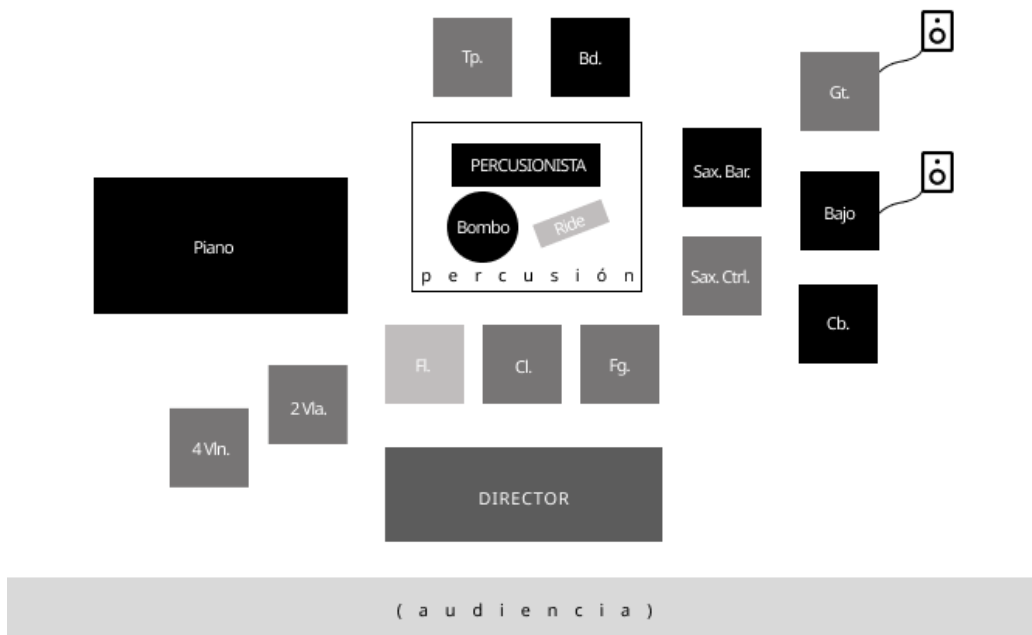 Tp.
Bd.
Gt.
PERCUSIONISTA
Sax. Bar.
Bombo
Ride
Bajo
Piano
p e r c u s i ó n
Sax. Ctrl.
Cb.
Fl.
Cl.
Fg.
2 Vla.
4 Vln.
DIRECTOR
( a u d i e n c i a )